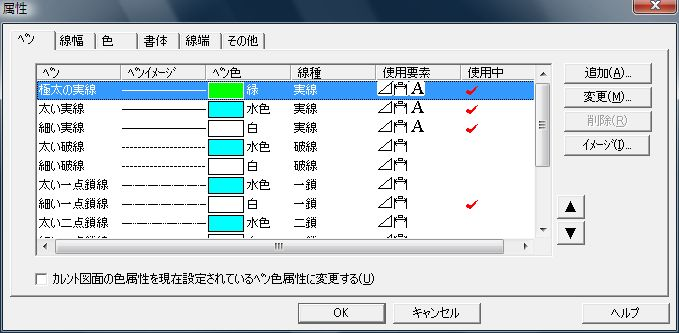 属性
ﾍﾟﾝ 線幅 色 書体 線端 その他
ﾍﾟﾝ ﾍﾟﾝｲﾒｰｼﾞ ﾍﾟﾝ色 線種 使用要素 使用中
極太の実線 緑 実線 A
太い実線 水色 実線 A
細い実線 白 実線 A
太い破線 水色 破線
細い破線 白 破線
太い一点鎖線 水色 一鎖
細い一点鎖線 白 一鎖
太い二点鎖線 水色 二鎖
追加(A)...
変更(M)...
削除(R)
ｲﾒｰｼﾞ(I)...
カレント図面の色属性を現在設定されているﾍﾟﾝ色属性に変更する(U)
OK キャンセル ヘルプ